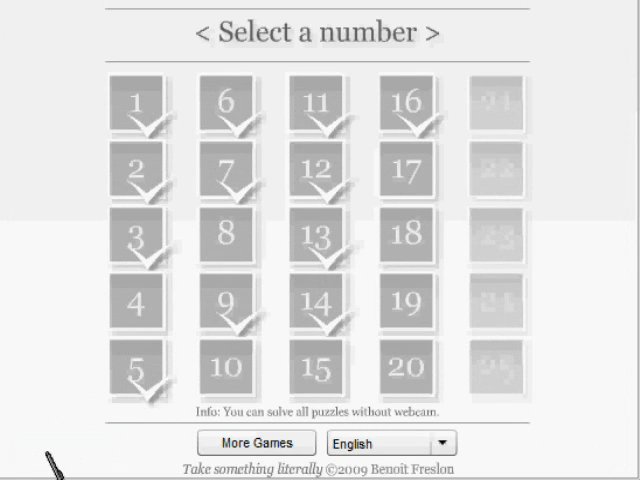 < Select a number >
1 6 11 16
2 7 12 17
3 8 13 18
4 9 14 19
5 10 15 20
Info: You can solve all puzzles without webcam.
More Games English
Take something literally ©2009 Benoît Freslon